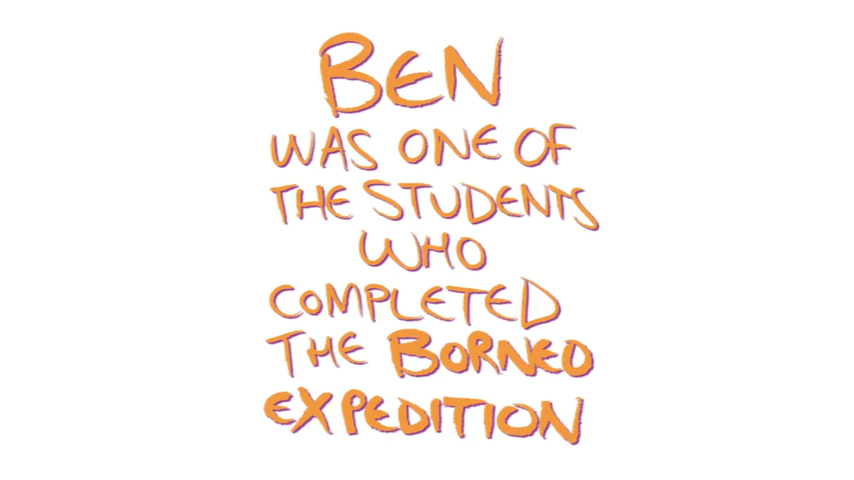 BEN
WAS ONE OF
THE STUDENTS
WHO
COMPLETED
THE BORNEO
EXPEDITION